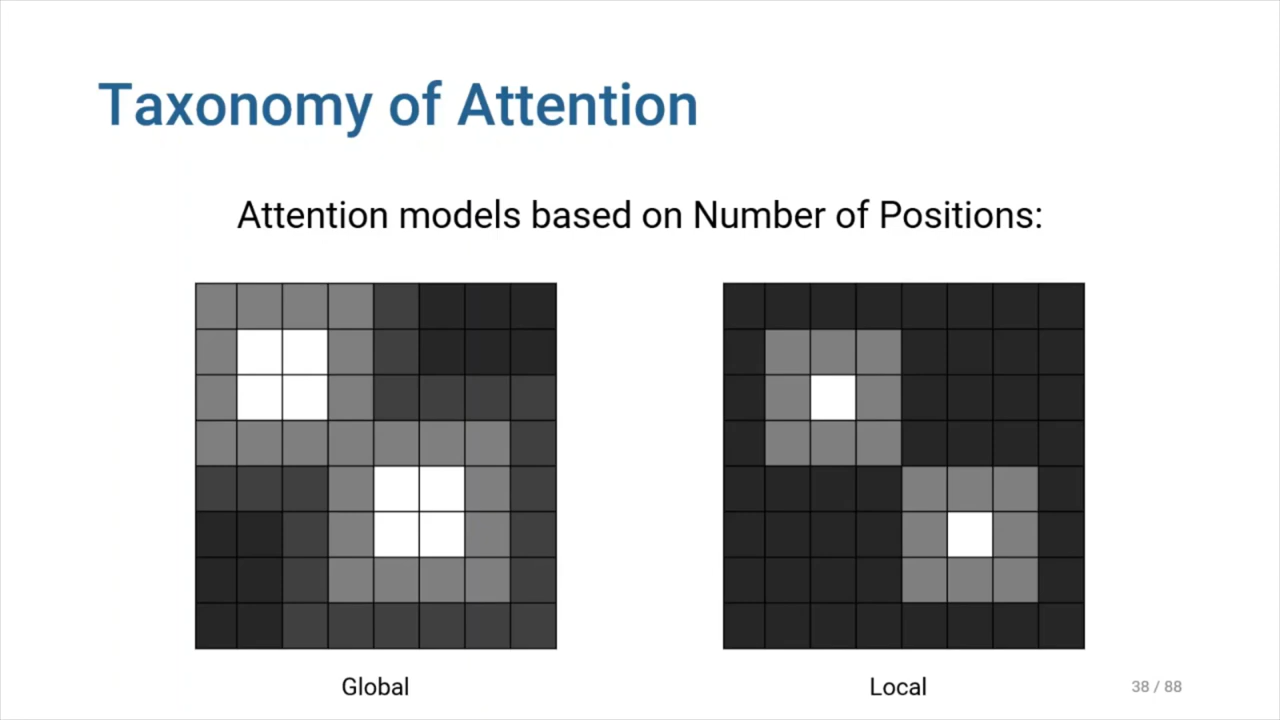 Taxonomy of Attention
Attention models based on Number of Positions:
Global
Local
38 / 88